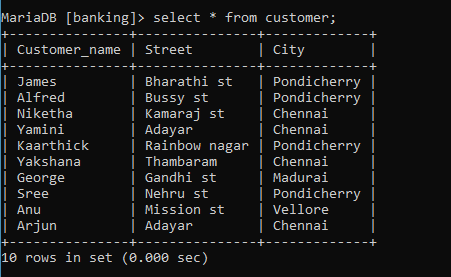 MariaDB [banking]> select * from customer;
+---------------+---------------+-------------+
| Customer_name | Street        | City        |
+---------------+---------------+-------------+
| James         | Bharathi st   | Pondicherry |
| Alfred        | Bussy st      | Pondicherry |
| Niketha       | Kamaraj st    | Chennai     |
| Yamini        | Adayar        | Chennai     |
| Kaarthick     | Rainbow nagar | Pondicherry |
| Yakshana      | Thambaram     | Chennai     |
| George        | Gandhi st     | Madurai     |
| Sree          | Nehru st      | Pondicherry |
| Anu           | Mission st    | Vellore     |
| Arjun         | Adayar        | Chennai     |
+---------------+---------------+-------------+
10 rows in set (0.000 sec)